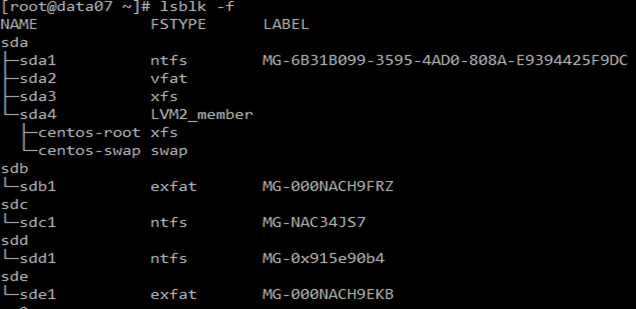 [root@data07 ~]# lsblk -f
NAME FSTYPE LABEL
sda
├─sda1 ntfs MG-6B31B099-3595-4AD0-808A-E9394425F9DC
├─sda2 vfat
├─sda3 xfs
└─sda4 LVM2_member
├─centos-root xfs
└─centos-swap swap
sdb
└─sdb1 exfat MG-000NACH9FRZ
sdc
└─sdc1 ntfs MG-NAC34JS7
sdd
└─sdd1 ntfs MG-0x915e90b4
sde
└─sde1 exfat MG-000NACH9EKB